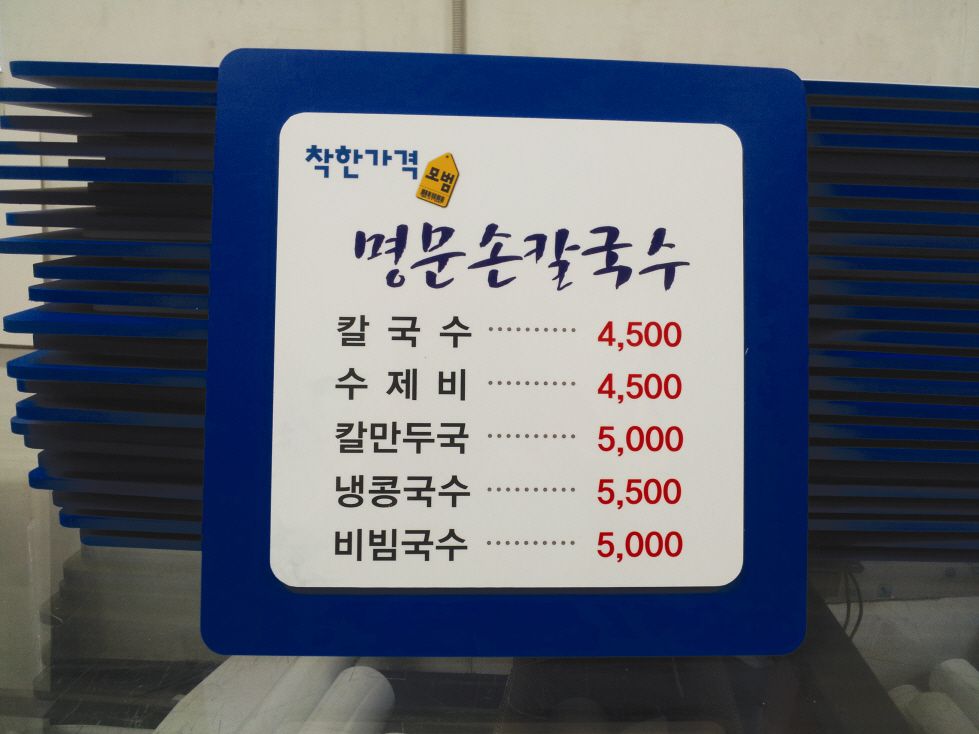 착한가격 모범
명문손칼국수
칼국수 ·········· 4,500
수제비 ·········· 4,500
칼만두국 ·········· 5,000
냉콩국수 ·········· 5,500
비빔국수 ·········· 5,000